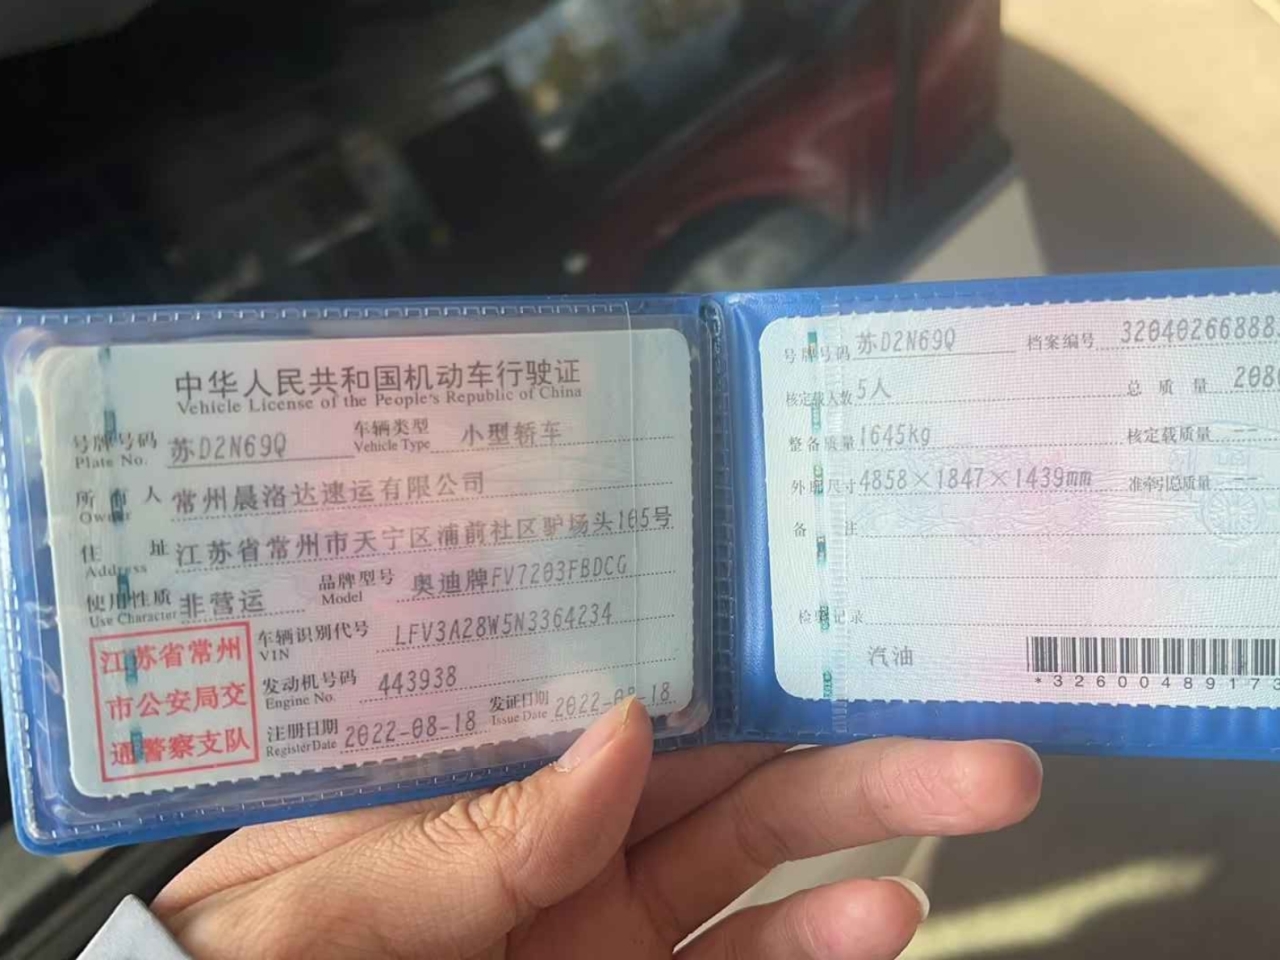 中华人民共和国机动车行驶证
Vehicle License of the People's Republic of China
号牌号码 苏D2N69Q 车辆类型 小型轿车
Plate No. Vehicle Type
所有人 常州晨洛达速运有限公司
Owner
住址 江苏省常州市天宁区浦前社区驴场头165号
Address
使用性质 非营运 品牌型号 奥迪牌FV7203FBDCG
Use Character Model
车辆识别代号 LFV3A28W5N3364234
VIN
发动机号码 443938
Engine No.
注册日期 2022-08-18 发证日期 2022-08-18
Register Date Issue Date
江苏省常州
市公安局交
通警察支队
号牌号码 苏D2N69Q 档案编号 32040266888
核定载人数 5人 总质量 208
整备质量 1645kg 核定载质量 --
外廓尺寸 4858×1847×1439mm 准牵引总质量 --
备注
检验记录
汽油
*32600489173